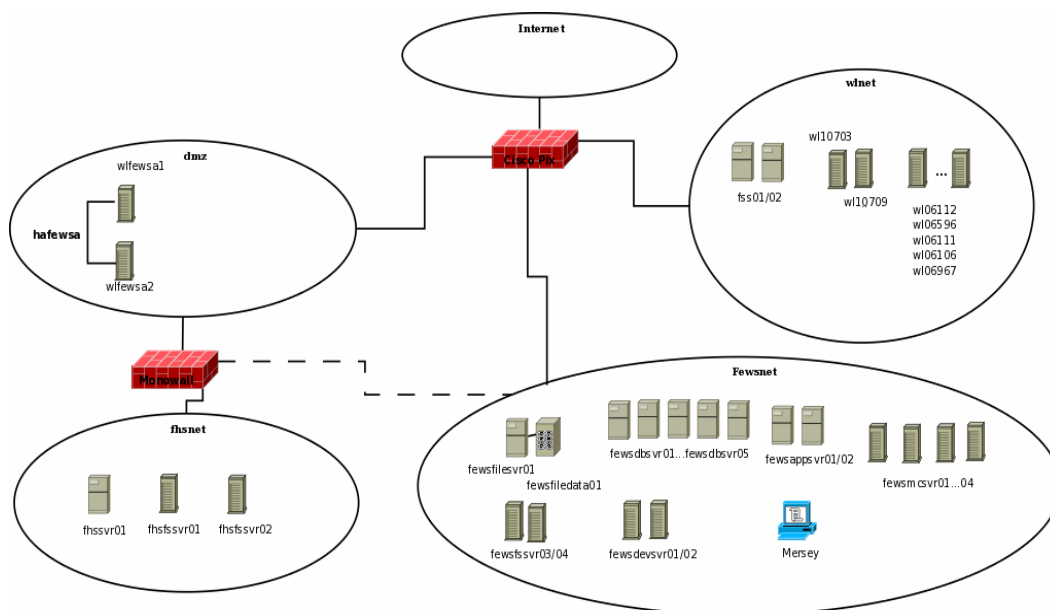 Internet
wlnet
wl10703
fss01/02
wl10709
...
wl06112
wl06596
wl06111
wl06106
wl06967
Cisco Pix
dmz
wlfewsa1
hafewsa
wlfewsa2
Monowall
fhsnet
fhssvr01
fhsfssvr01
fhsfssvr02
Fewsnet
fewsfilesvr01
fewsfiledata01
fewsdbsvr01...fewsdbsvr05
fewsappsvr01/02
fewsmcsvr01...04
fewsfssvr03/04
fewsdevsvr01/02
Mersey